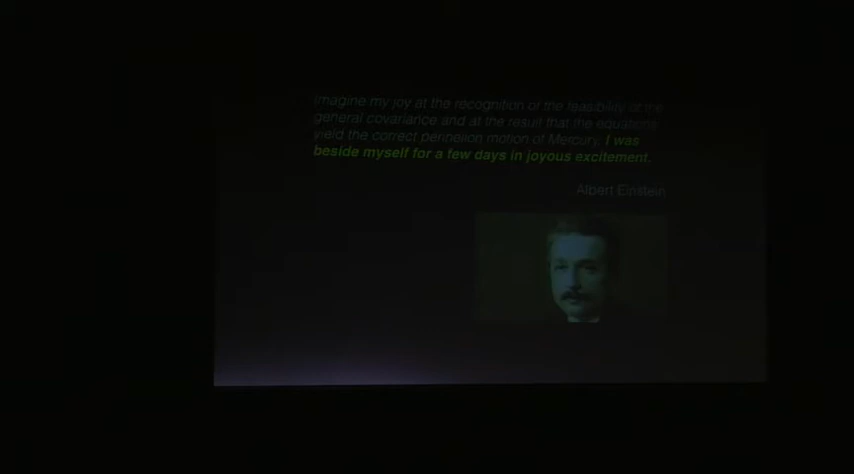 Imagine my joy at the recognition of the feasibility of the
general covariance and at the result that the equations
yield the correct perihelion motion of Mercury. I was
beside myself for a few days in joyous excitement.
Albert Einstein